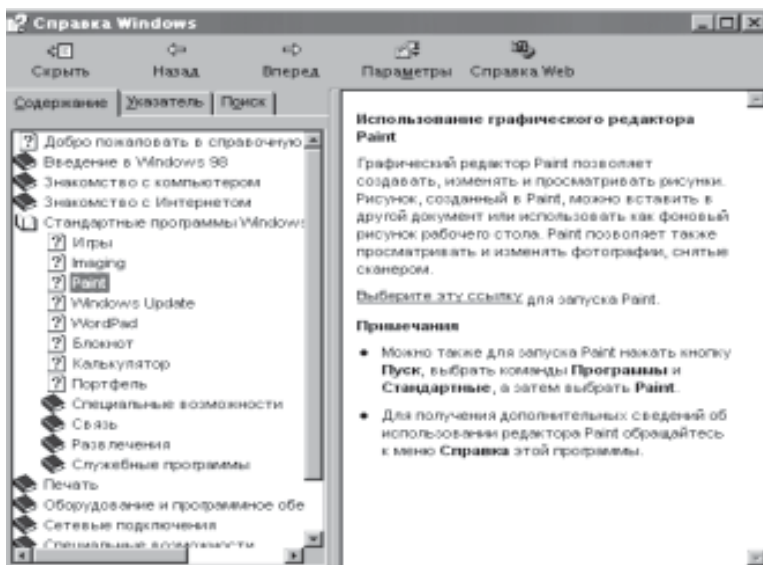 Справка Windows
Скрыть Назад Вперед Параметры Справка Web
Содержание Указатель Поиск
Добро пожаловать в справочную
Введение в Windows 98
Знакомство с компьютером
Знакомство с Интернетом
Стандартные программы Windows
Игры
Imaging
Paint
Windows Update
WordPad
Блокнот
Калькулятор
Портфель
Специальные возможности
Связь
Развлечения
Служебные программы
Печать
Оборудование и программное обе
Сетевые подключения
Специальные возможности
Использование графического редактора
Paint
Графический редактор Paint позволяет
создавать, изменять и просматривать рисунки.
Рисунок, созданный в Paint, можно вставить в
другой документ или использовать как фоновый
рисунок рабочего стола. Paint позволяет также
просматривать и изменять фотографии, снятые
сканером.
Выберите эту ссылку для запуска Paint.
Примечания
• Можно также для запуска Paint нажать кнопку
Пуск, выбрать команды Программы и
Стандартные, а затем выбрать Paint.
• Для получения дополнительных сведений об
использовании редактора Paint обращайтесь
к меню Справка этой программы.